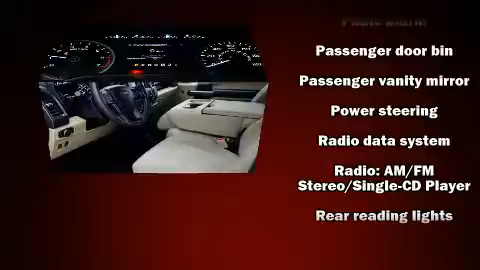 Passenger door bin
Passenger vanity mirror
Power steering
Radio data system
Radio: AM/FM
Stereo/Single-CD Player
Rear reading lights